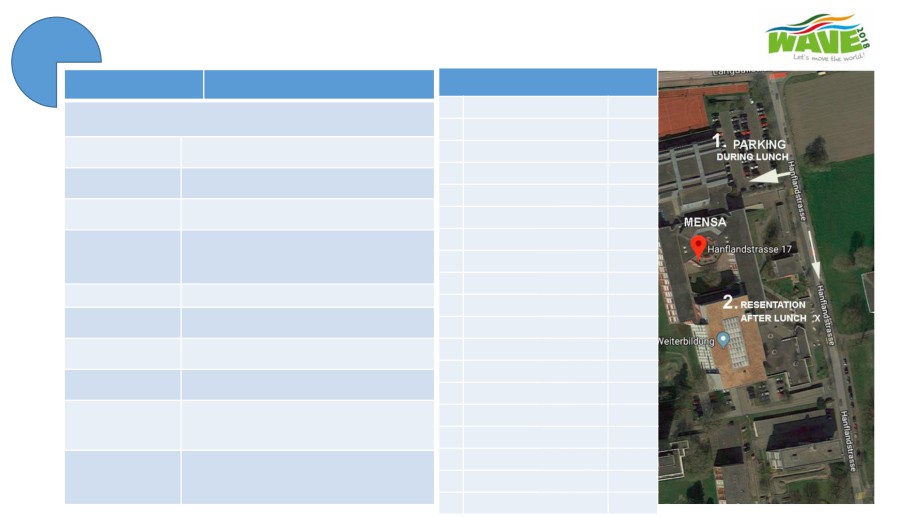 WAVE
2018
Let's move the world!
1. PARKING
DURING LUNCH
Hanflandstrasse
MENSA
Hanflandstrasse 17
2. RESENTATION
AFTER LUNCH X
Hanflandstrasse
Weiterbildung
Hanflandstrasse